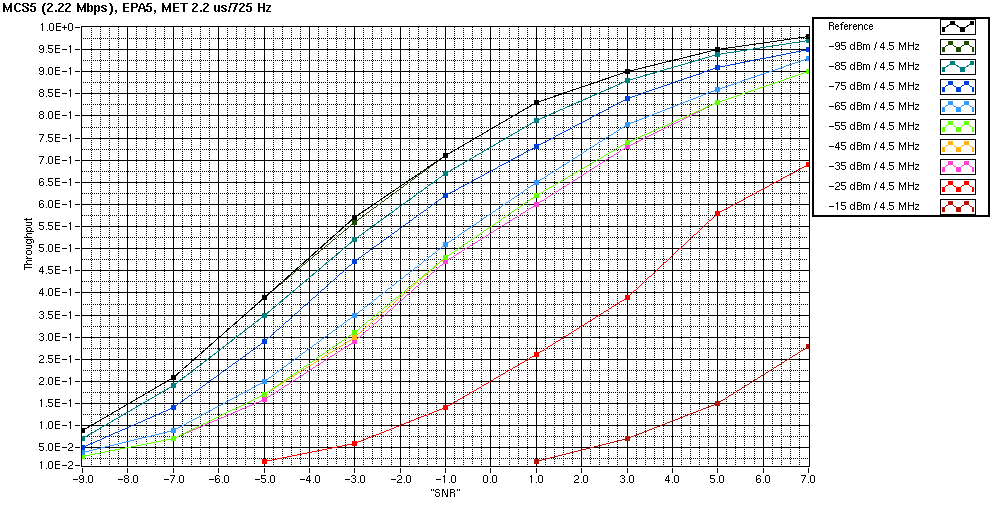 MCS5 (2.22 Mbps), EPA5, MET 2.2 us/725 Hz
1.0E+0
9.5E-1
9.0E-1
8.5E-1
8.0E-1
7.5E-1
7.0E-1
6.5E-1
6.0E-1
5.5E-1
5.0E-1
4.5E-1
4.0E-1
3.5E-1
3.0E-1
2.5E-1
2.0E-1
1.5E-1
1.0E-1
5.0E-2
1.0E-2
Throughput
-9.0 -8.0 -7.0 -6.0 -5.0 -4.0 -3.0 -2.0 -1.0 0.0 1.0 2.0 3.0 4.0 5.0 6.0 7.0
"SNR"
Reference
-95 dBm / 4.5 MHz
-85 dBm / 4.5 MHz
-75 dBm / 4.5 MHz
-65 dBm / 4.5 MHz
-55 dBm / 4.5 MHz
-45 dBm / 4.5 MHz
-35 dBm / 4.5 MHz
-25 dBm / 4.5 MHz
-15 dBm / 4.5 MHz